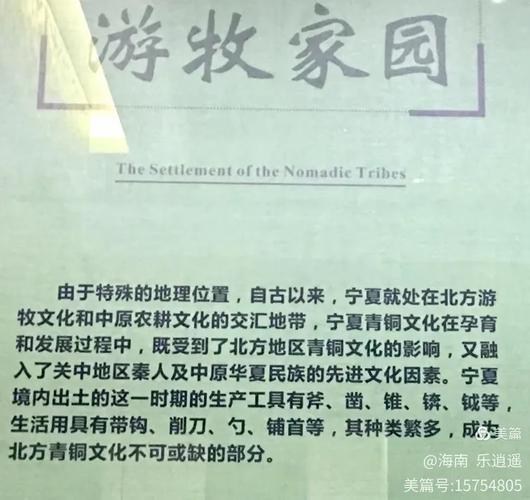 游牧家园
The Settlement of the Nomadic Tribes
由于特殊的地理位置，自古以来，宁夏就处在北方游
牧文化和中原农耕文化的交汇地带，宁夏青铜文化在孕育
和发展过程中，既受到了北方地区青铜文化的影响，又融
入了关中地区秦人及中原华夏民族的先进文化因素。宁夏
境内出土的这一时期的生产工具有斧、凿、锥、锛、钺等，
生活用具有带钩、削刀、勺、铺首等，其种类繁多，成为
北方青铜文化不可或缺的部分。
美篇
@海南 乐逍遥
美篇号:15754805